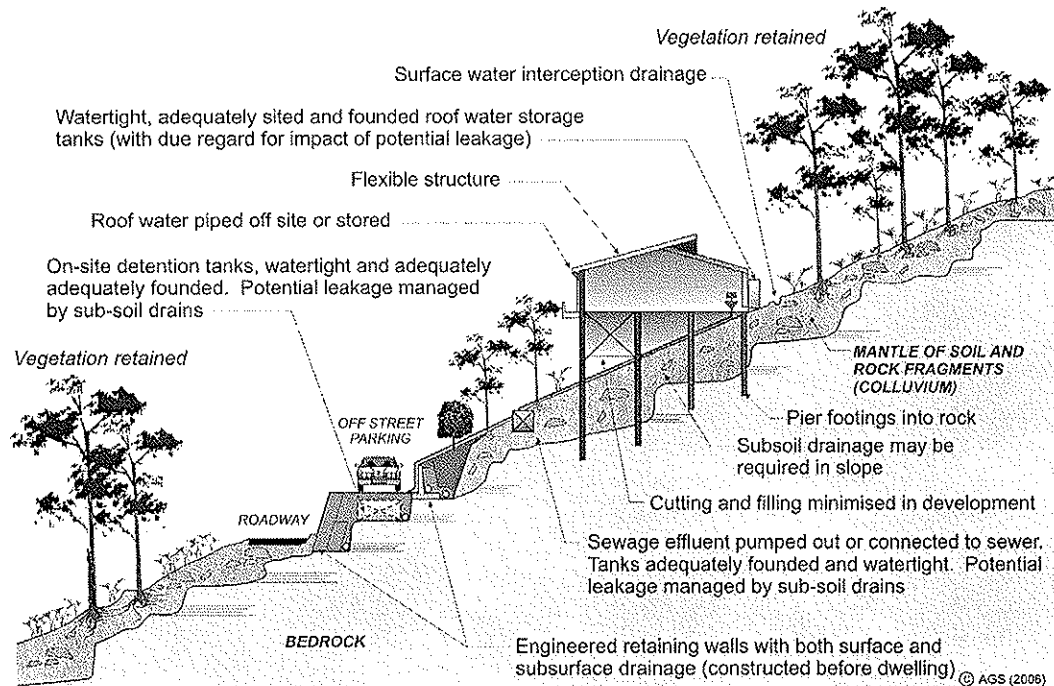 Vegetation retained
Surface water interception drainage
Watertight, adequately sited and founded roof water storage
tanks (with due regard for impact of potential leakage)
Flexible structure
Roof water piped off site or stored
On-site detention tanks, watertight and adequately
adequately founded. Potential leakage managed
by sub-soil drains
Vegetation retained
MANTLE OF SOIL AND
ROCK FRAGMENTS
(COLLUVIUM)
Pier footings into rock
OFF STREET
PARKING
Subsoil drainage may be
required in slope
Cutting and filling minimised in development
ROADWAY
Sewage effluent pumped out or connected to sewer.
Tanks adequately founded and watertight. Potential
leakage managed by sub-soil drains
BEDROCK
Engineered retaining walls with both surface and
subsurface drainage (constructed before dwelling)
© AGS (2006)